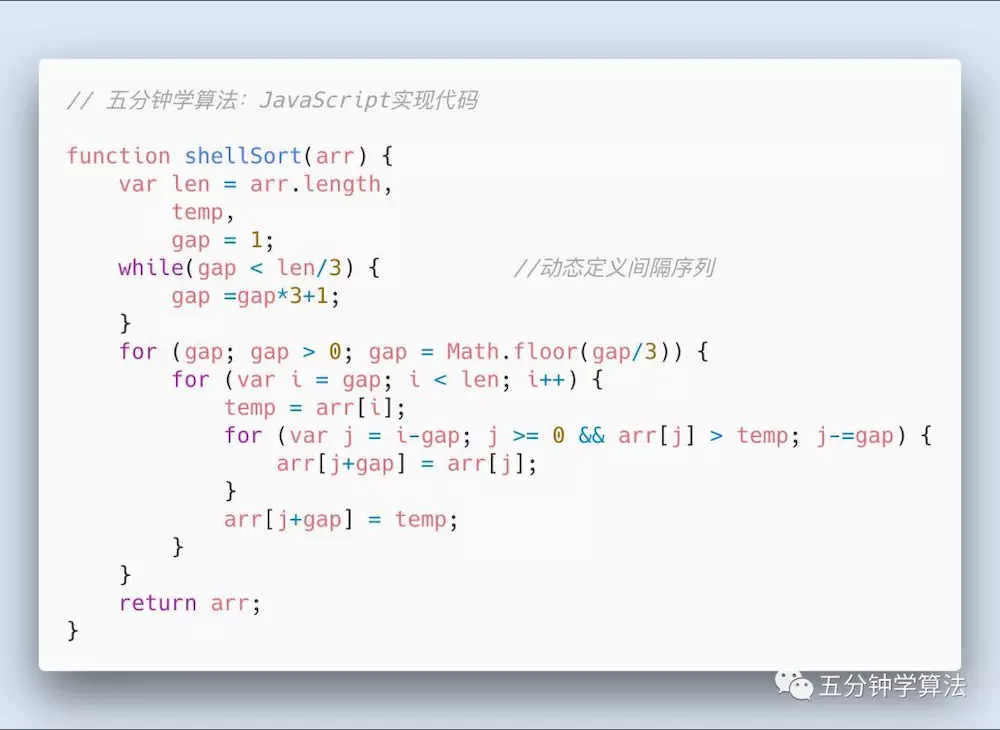 // 五分钟学算法：JavaScript实现代码
function shellSort(arr) {
    var len = arr.length,
        temp,
        gap = 1;
    while(gap < len/3) {          //动态定义间隔序列
        gap =gap*3+1;
    }
    for (gap; gap > 0; gap = Math.floor(gap/3)) {
        for (var i = gap; i < len; i++) {
            temp = arr[i];
            for (var j = i-gap; j >= 0 && arr[j] > temp; j-=gap) {
                arr[j+gap] = arr[j];
            }
            arr[j+gap] = temp;
        }
    }
    return arr;
}
五分钟学算法